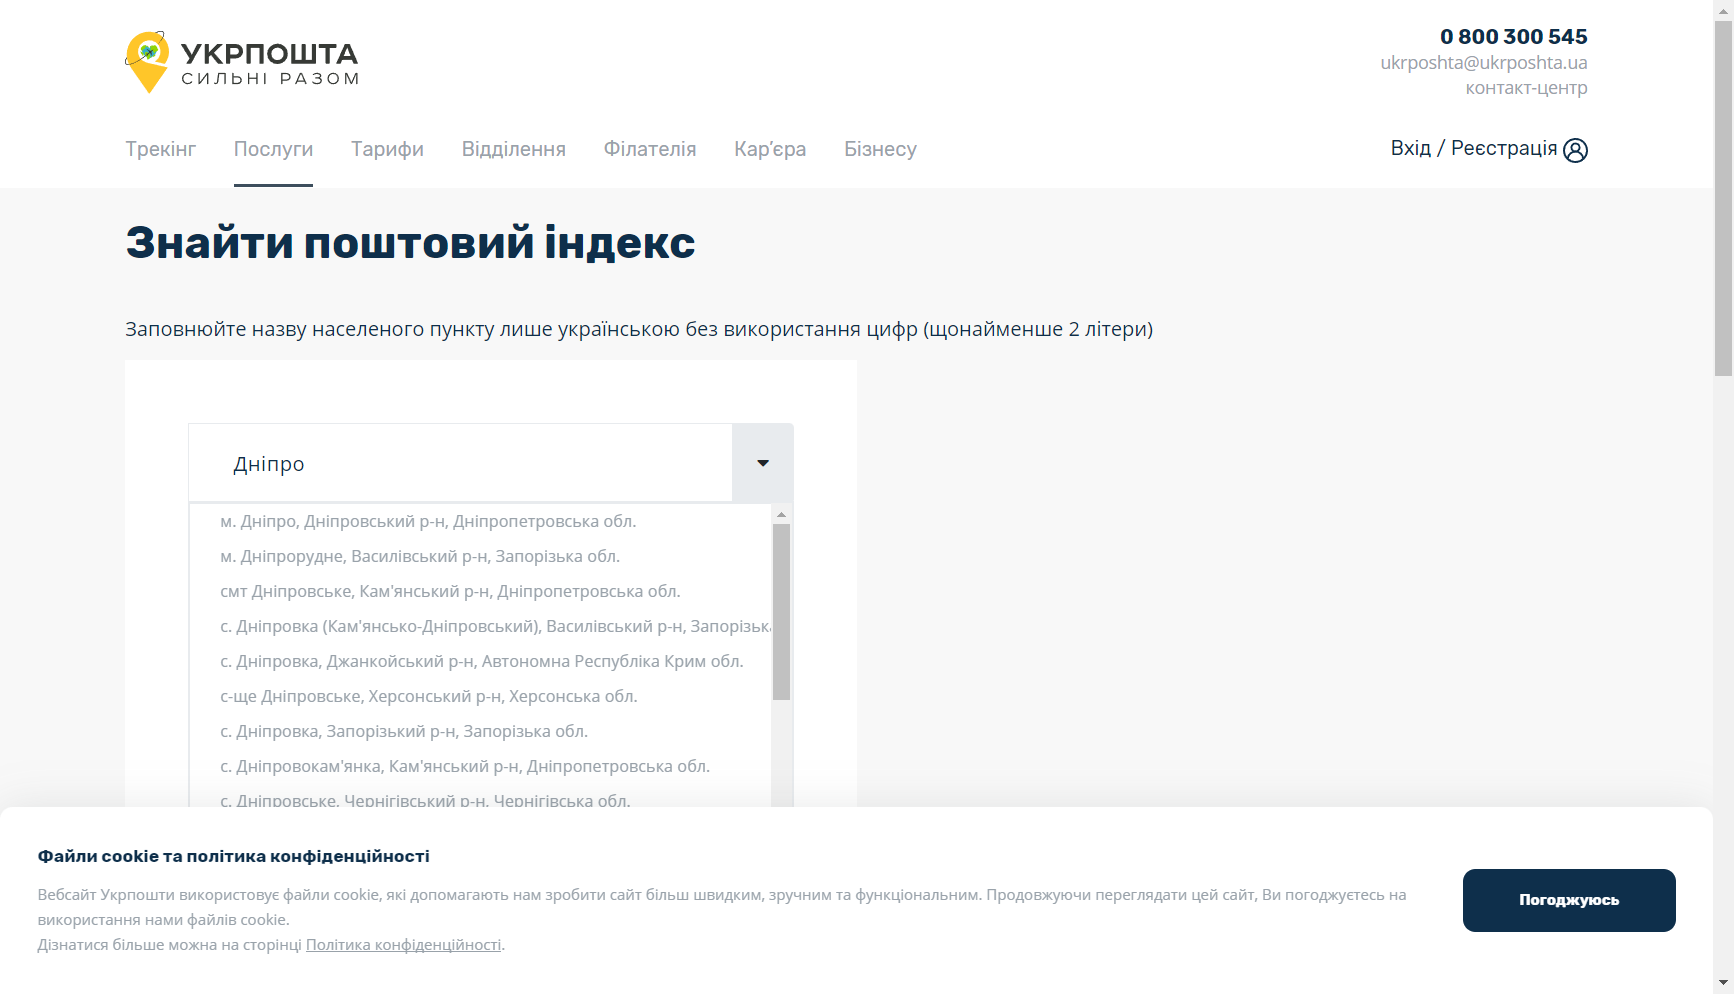 УКРПОШТА
СИЛЬНІ РАЗОМ
0 800 300 545
ukrposhta@ukrposhta.ua
контакт-центр
Трекінг Послуги Тарифи Відділення Філателія Кар’єра Бізнесу
Вхід / Реєстрація
Знайти поштовий індекс
Заповнюйте назву населеного пункту лише українською без використання цифр (щонайменше 2 літери)
Дніпро
м. Дніпро, Дніпровський р-н, Дніпропетровська обл.
м. Дніпрорудне, Василівський р-н, Запорізька обл.
смт Дніпровське, Кам'янський р-н, Дніпропетровська обл.
с. Дніпровка (Кам'янсько-Дніпровський), Василівський р-н, Запорізька
с. Дніпровка, Джанкойський р-н, Автономна Республіка Крим обл.
с-ще Дніпровське, Херсонський р-н, Херсонська обл.
с. Дніпровка, Запорізький р-н, Запорізька обл.
с. Дніпровокам'янка, Кам'янський р-н, Дніпропетровська обл.
с. Дніпровське, Чернігівський р-н, Чернігівська обл.
Файли cookie та політика конфіденційності
Вебсайт Укрпошти використовує файли cookie, які допомагають нам зробити сайт більш швидким, зручним та функціональним. Продовжуючи переглядати цей сайт, Ви погоджуєтесь на
використання нами файлів cookie.
Дізнатися більше можна на сторінці Політика конфіденційності.
Погоджуюсь